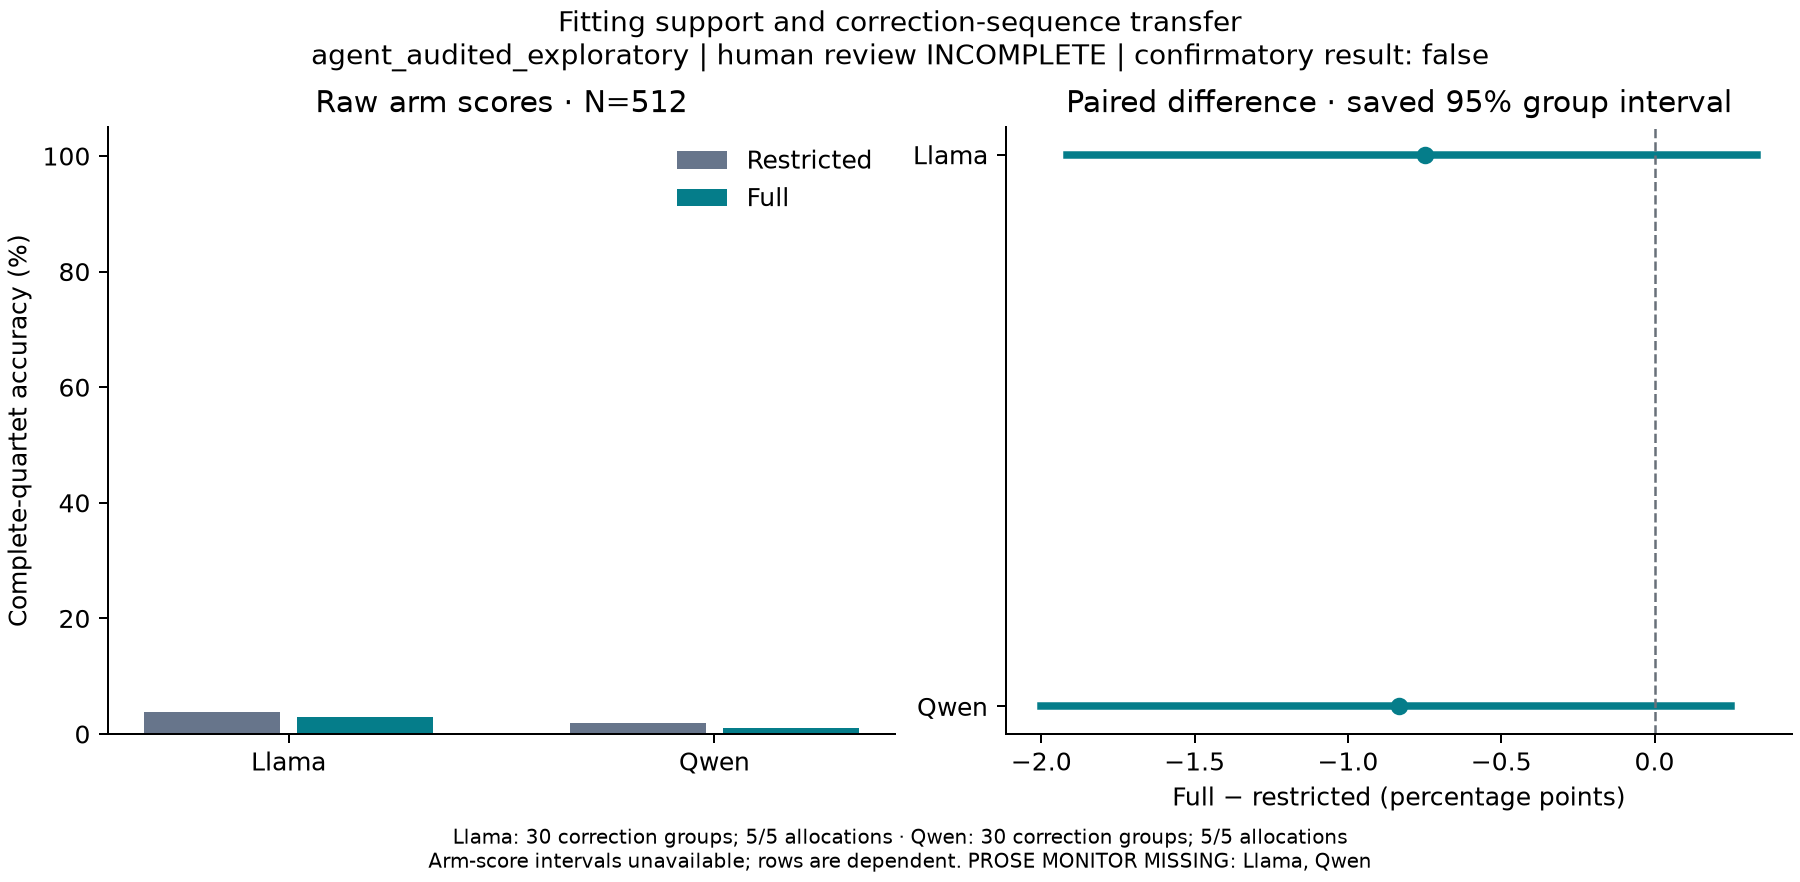 Fitting support and correction-sequence transfer
agent_audited_exploratory | human review INCOMPLETE | confirmatory result: false
Raw arm scores · N=512
Complete-quartet accuracy (%)
100
80
60
40
20
0
Restricted
Full
Llama
Qwen
Paired difference · saved 95% group interval
Llama
Qwen
−2.0
−1.5
−1.0
−0.5
0.0
Full − restricted (percentage points)
Llama: 30 correction groups; 5/5 allocations · Qwen: 30 correction groups; 5/5 allocations
Arm-score intervals unavailable; rows are dependent. PROSE MONITOR MISSING: Llama, Qwen